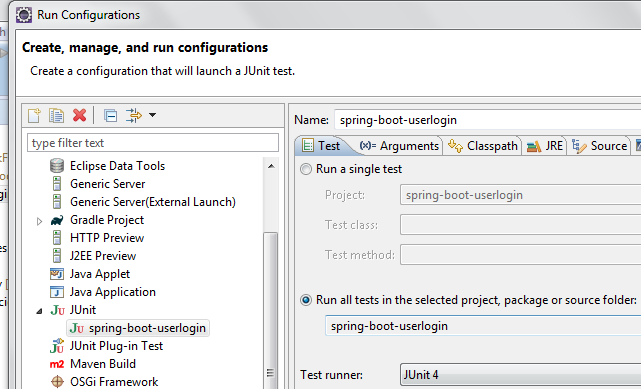 Run Configurations
Create, manage, and run configurations
Create a configuration that will launch a JUnit test.
type filter text
Eclipse Data Tools
Generic Server
Generic Server(External Launch)
Gradle Project
HTTP Preview
J2EE Preview
Java Applet
Java Application
JU JUnit
JU spring-boot-userlogin
JUnit Plug-in Test
m2 Maven Build
OSGi Framework
Name: spring-boot-userlogin
Test (x)= Arguments Classpath JRE Source
Run a single test
Project: spring-boot-userlogin
Test class:
Test method:
Run all tests in the selected project, package or source folder:
spring-boot-userlogin
Test runner: JUnit 4